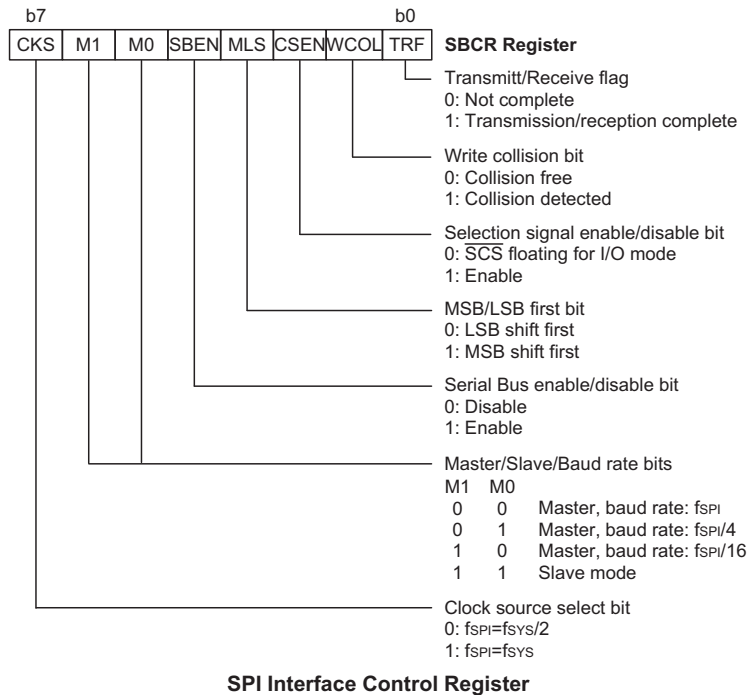 b7 b0
CKS M1 M0 SBEN MLS CSEN WCOL TRF SBCR Register
Transmitt/Receive flag
0: Not complete
1: Transmission/reception complete
Write collision bit
0: Collision free
1: Collision detected
Selection signal enable/disable bit
0: S̅C̅S̅ floating for I/O mode
1: Enable
MSB/LSB first bit
0: LSB shift first
1: MSB shift first
Serial Bus enable/disable bit
0: Disable
1: Enable
Master/Slave/Baud rate bits
M1 M0
0 0 Master, baud rate: fSPI
0 1 Master, baud rate: fSPI/4
1 0 Master, baud rate: fSPI/16
1 1 Slave mode
Clock source select bit
0: fSPI=fSYS/2
1: fSPI=fSYS
SPI Interface Control Register